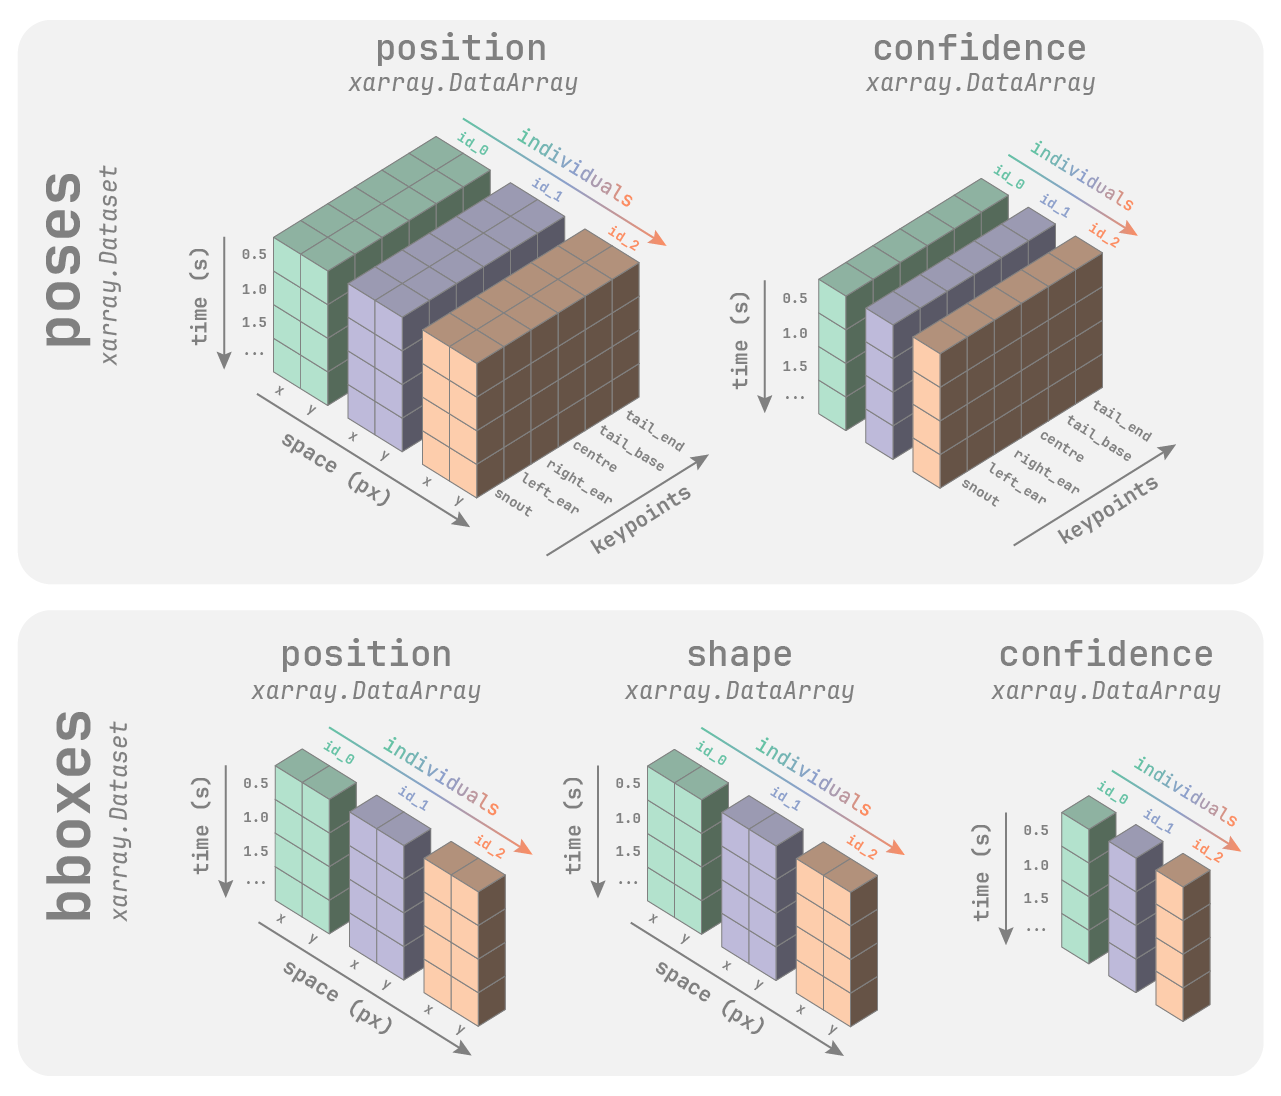 poses
xarray.Dataset
position
xarray.DataArray
individuals
id_0
id_1
id_2
time (s)
0.5
1.0
1.5
...
x
y
x
y
x
y
space (px)
tail_end
tail_base
centre
right_ear
left_ear
snout
keypoints
confidence
xarray.DataArray
individuals
id_0
id_1
id_2
time (s)
0.5
1.0
1.5
...
tail_end
tail_base
centre
right_ear
left_ear
snout
keypoints
bboxes
xarray.Dataset
position
xarray.DataArray
individuals
id_0
id_1
id_2
time (s)
0.5
1.0
1.5
...
x
y
x
y
x
y
space (px)
shape
xarray.DataArray
individuals
id_0
id_1
id_2
time (s)
0.5
1.0
1.5
...
x
y
x
y
x
y
space (px)
confidence
xarray.DataArray
individuals
id_0
id_1
id_2
time (s)
0.5
1.0
1.5
...